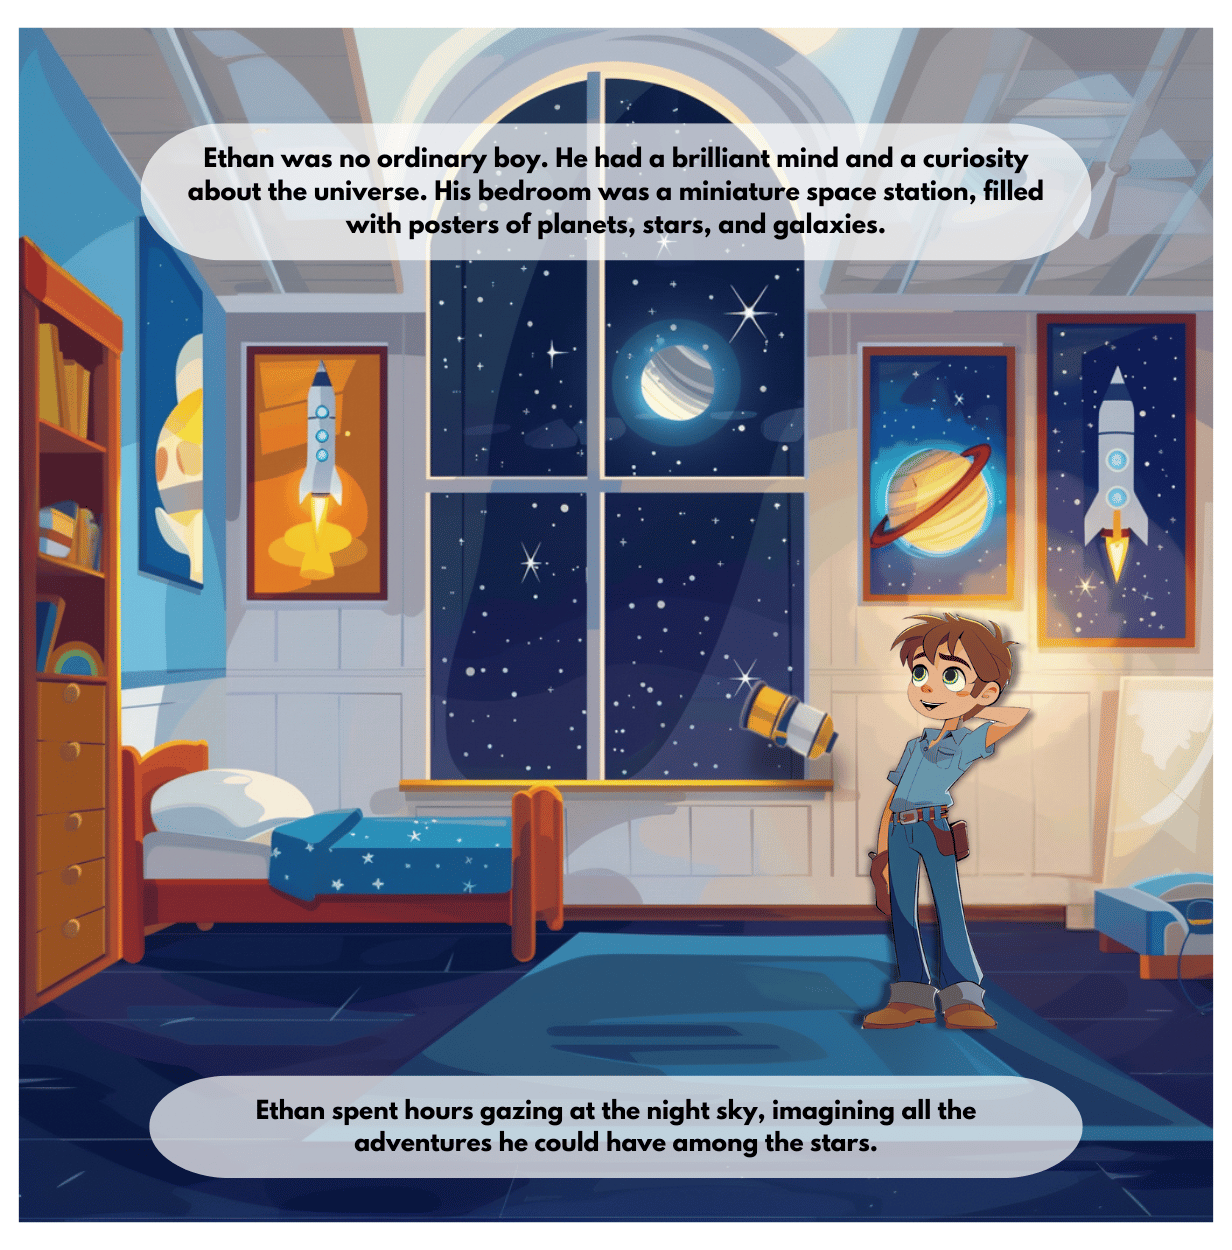 Ethan was no ordinary boy. He had a brilliant mind and a curiosity
about the universe. His bedroom was a miniature space station, filled
with posters of planets, stars, and galaxies.
Ethan spent hours gazing at the night sky, imagining all the
adventures he could have among the stars.